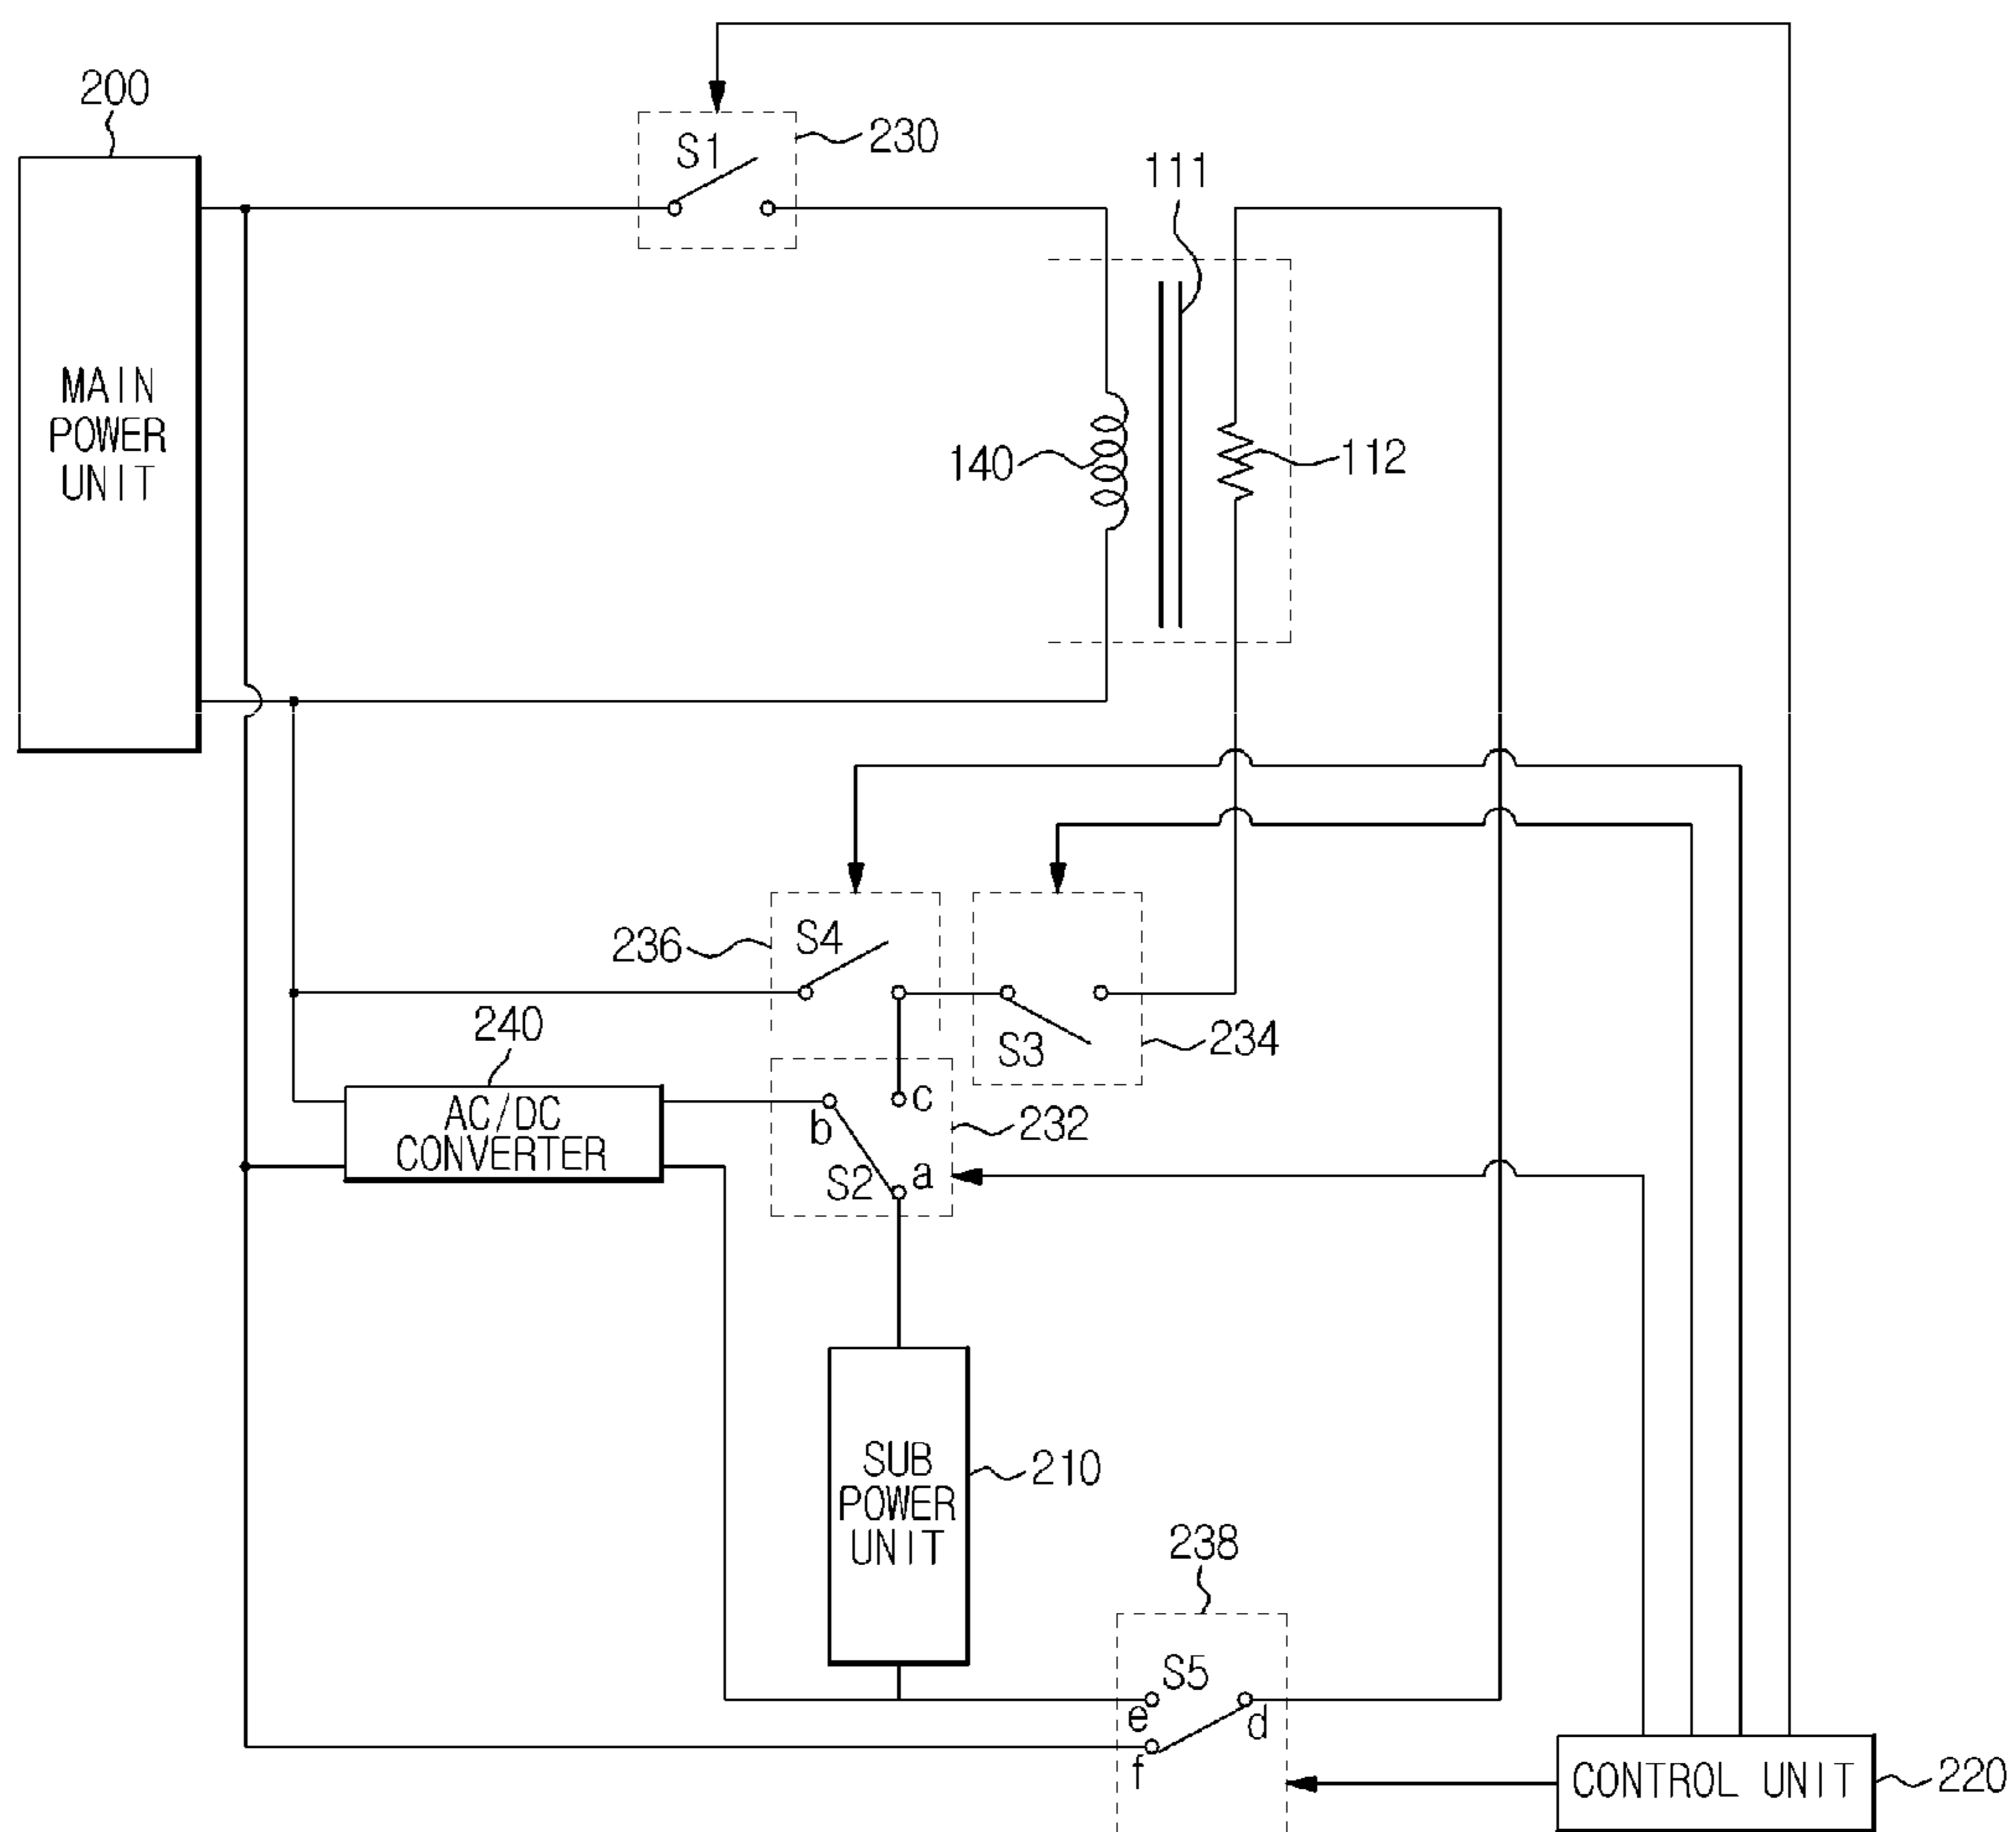 200
230
S1
111
MAIN
POWER
UNIT
140
112
236
S4
240
S3
234
AC/DC
CONVERTER
c
b
232
S2
a
SUB
POWER
UNIT
210
238
S5
e
d
f
CONTROL UNIT
220